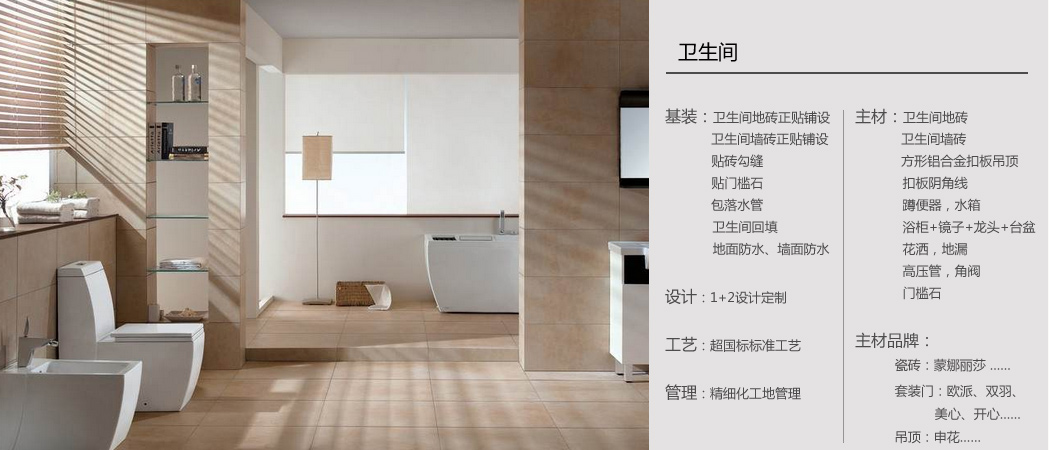 卫生间
基装：卫生间地砖正贴铺设
卫生间墙砖正贴铺设
贴砖勾缝
贴门槛石
包落水管
卫生间回填
地面防水、墙面防水
设计：1+2设计定制
工艺：超国标标准工艺
管理：精细化工地管理
主材：卫生间地砖
卫生间墙砖
方形铝合金扣板吊顶
扣板阴角线
蹲便器，水箱
浴柜+镜子+龙头+台盆
花洒，地漏
高压管，角阀
门槛石
主材品牌：
瓷砖：蒙娜丽莎 ......
套装门：欧派、双羽、
美心、开心......
吊顶：申花......